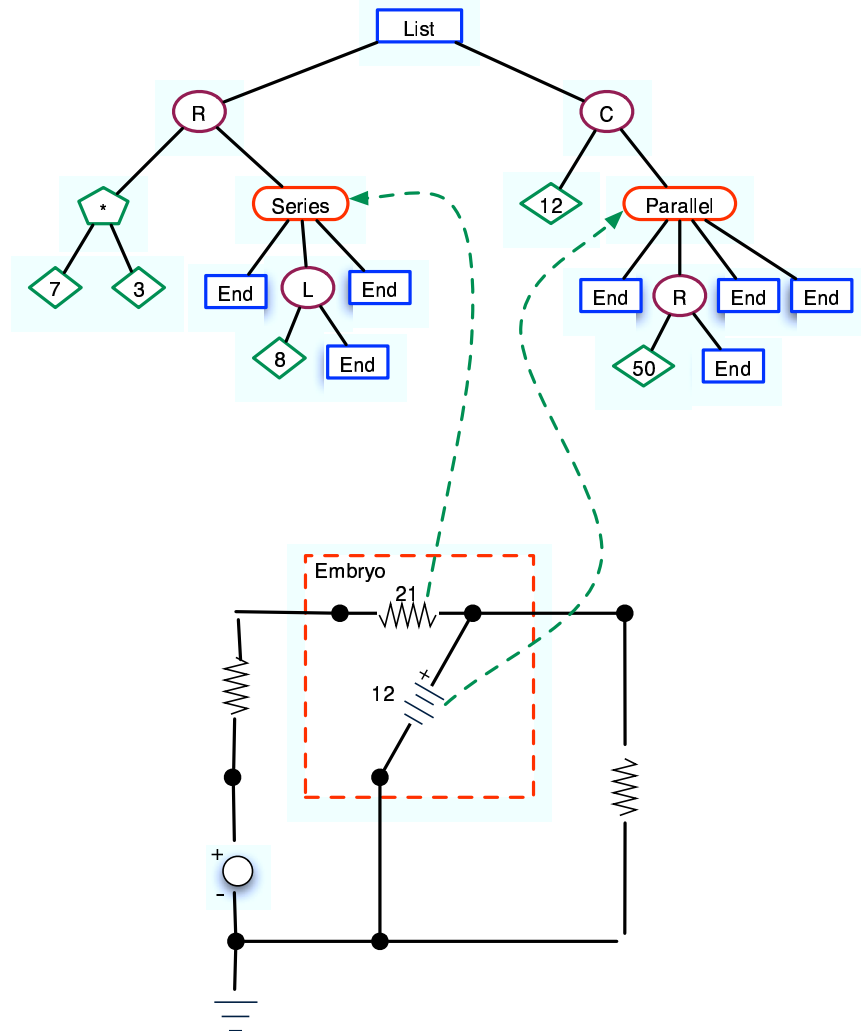 List
R
C
*
Series
12
Parallel
7
3
End
L
End
End
R
End
End
8
End
50
End
Embryo
21
+
12
+
-